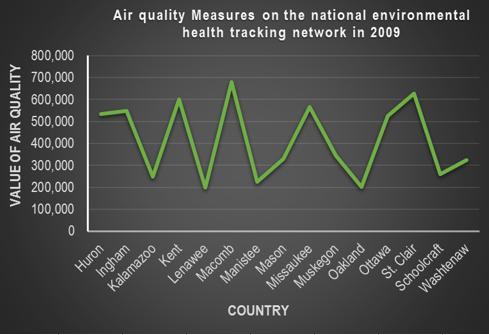 Air quality Measures on the national environmental
health tracking network in 2009
VALUE OF AIR QUALITY
800,000
700,000
600,000
500,000
400,000
300,000
200,000
100,000
0
Huron
Ingham
Kalamazoo
Kent
Lenawee
Macomb
Manistee
Mason
Missaukee
Muskegon
Oakland
Ottawa
St. Clair
Schoolcraft
Washtenaw
COUNTRY